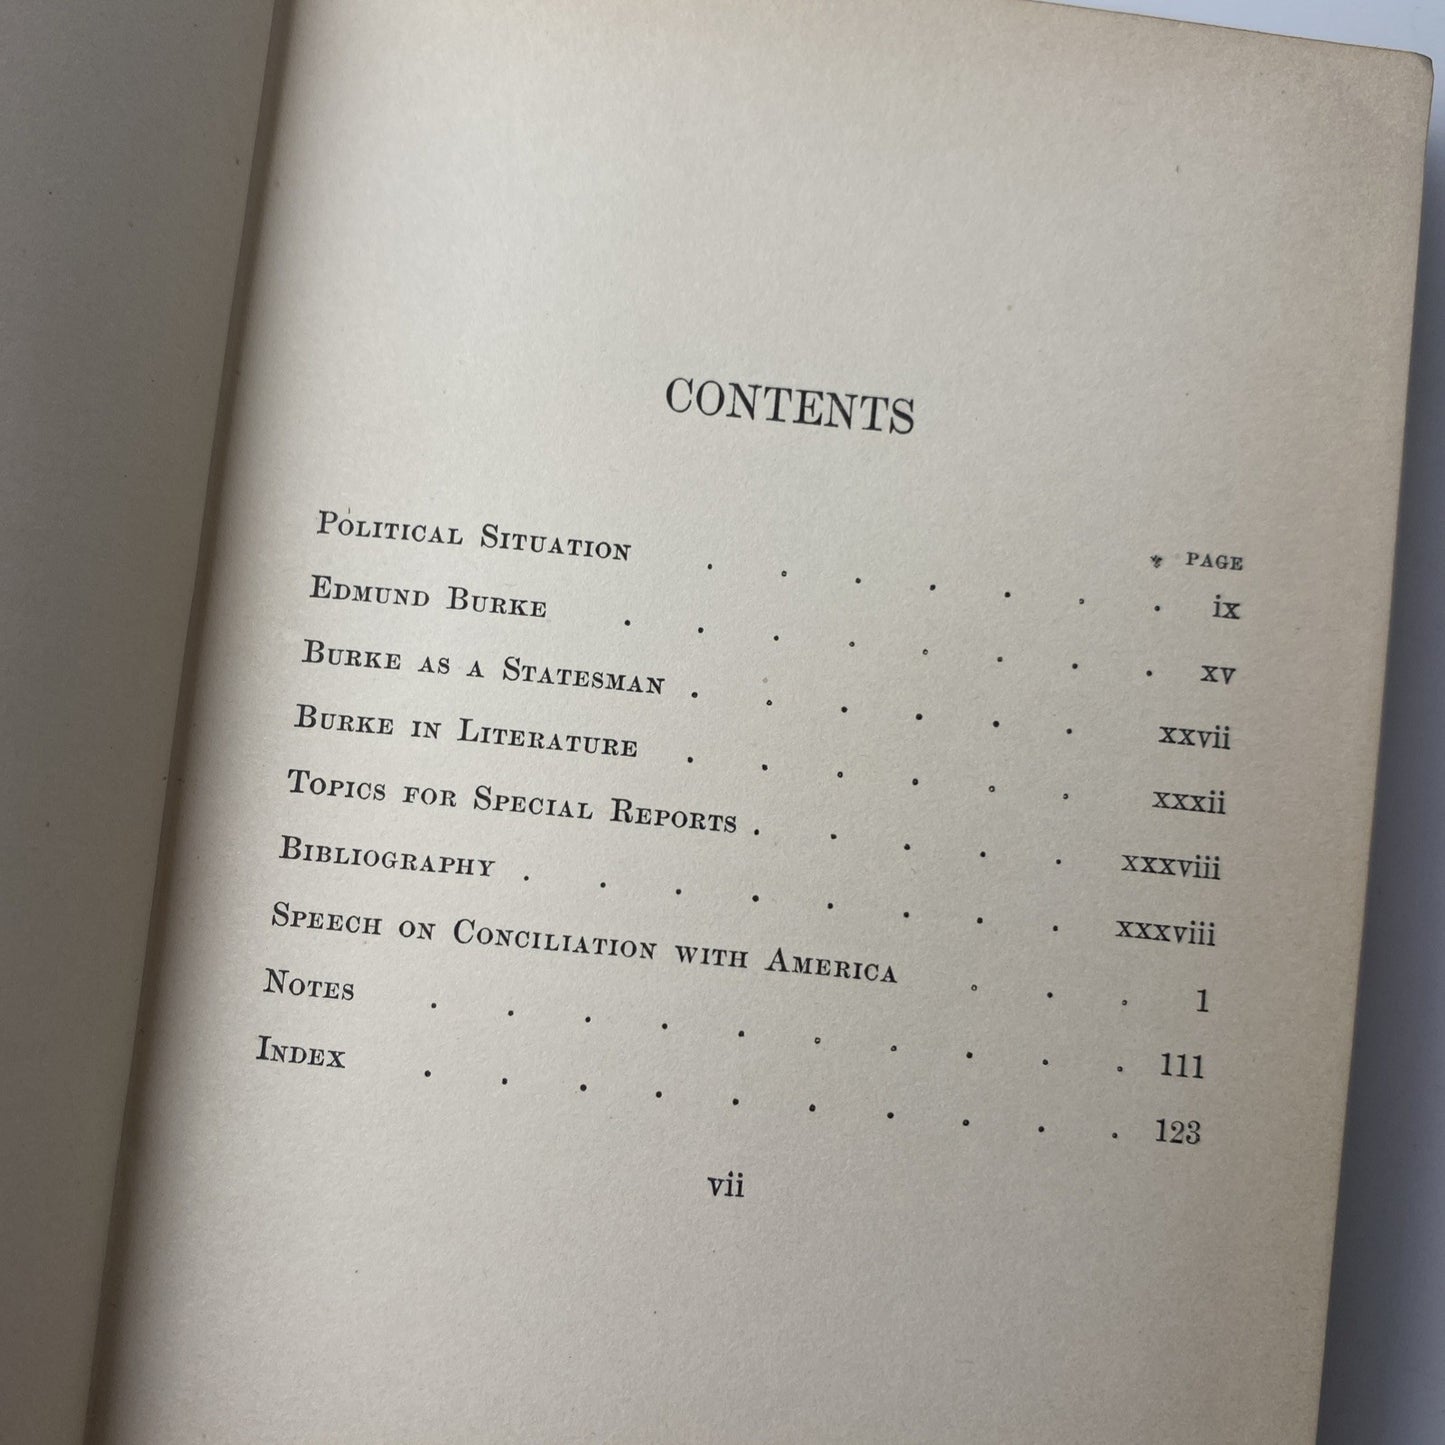 CONTENTS
PAGE
Political Situation . . . . . . . ix
Edmund Burke . . . . . . . . xv
Burke as a Statesman . . . . . . xxvii
Burke in Literature . . . . . . xxxii
Topics for Special Reports . . . . . xxxviii
Bibliography . . . . . . . . xxxviii
Speech on Conciliation with America . . . 1
Notes . . . . . . . . . . 111
Index . . . . . . . . . . 123
vii